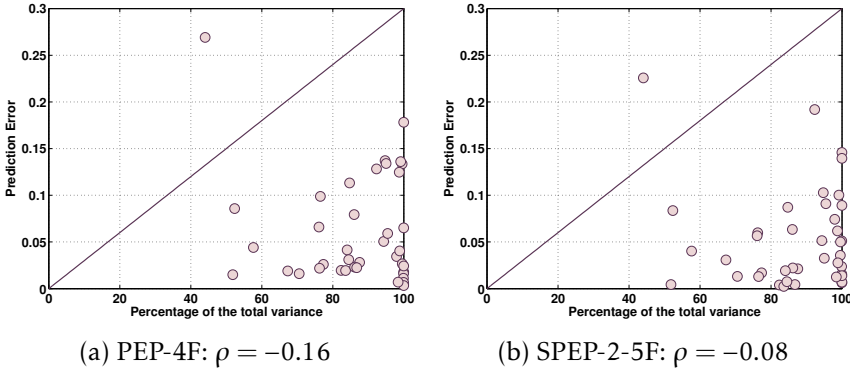 0.3
0.25
0.2
0.15
0.1
0.05
0
Prediction Error
0 20 40 60 80 100
Percentage of the total variance
(a) PEP-4F: ρ = −0.16
0.3
0.25
0.2
0.15
0.1
0.05
0
Prediction Error
0 20 40 60 80 100
Percentage of the total variance
(b) SPEP-2-5F: ρ = −0.08